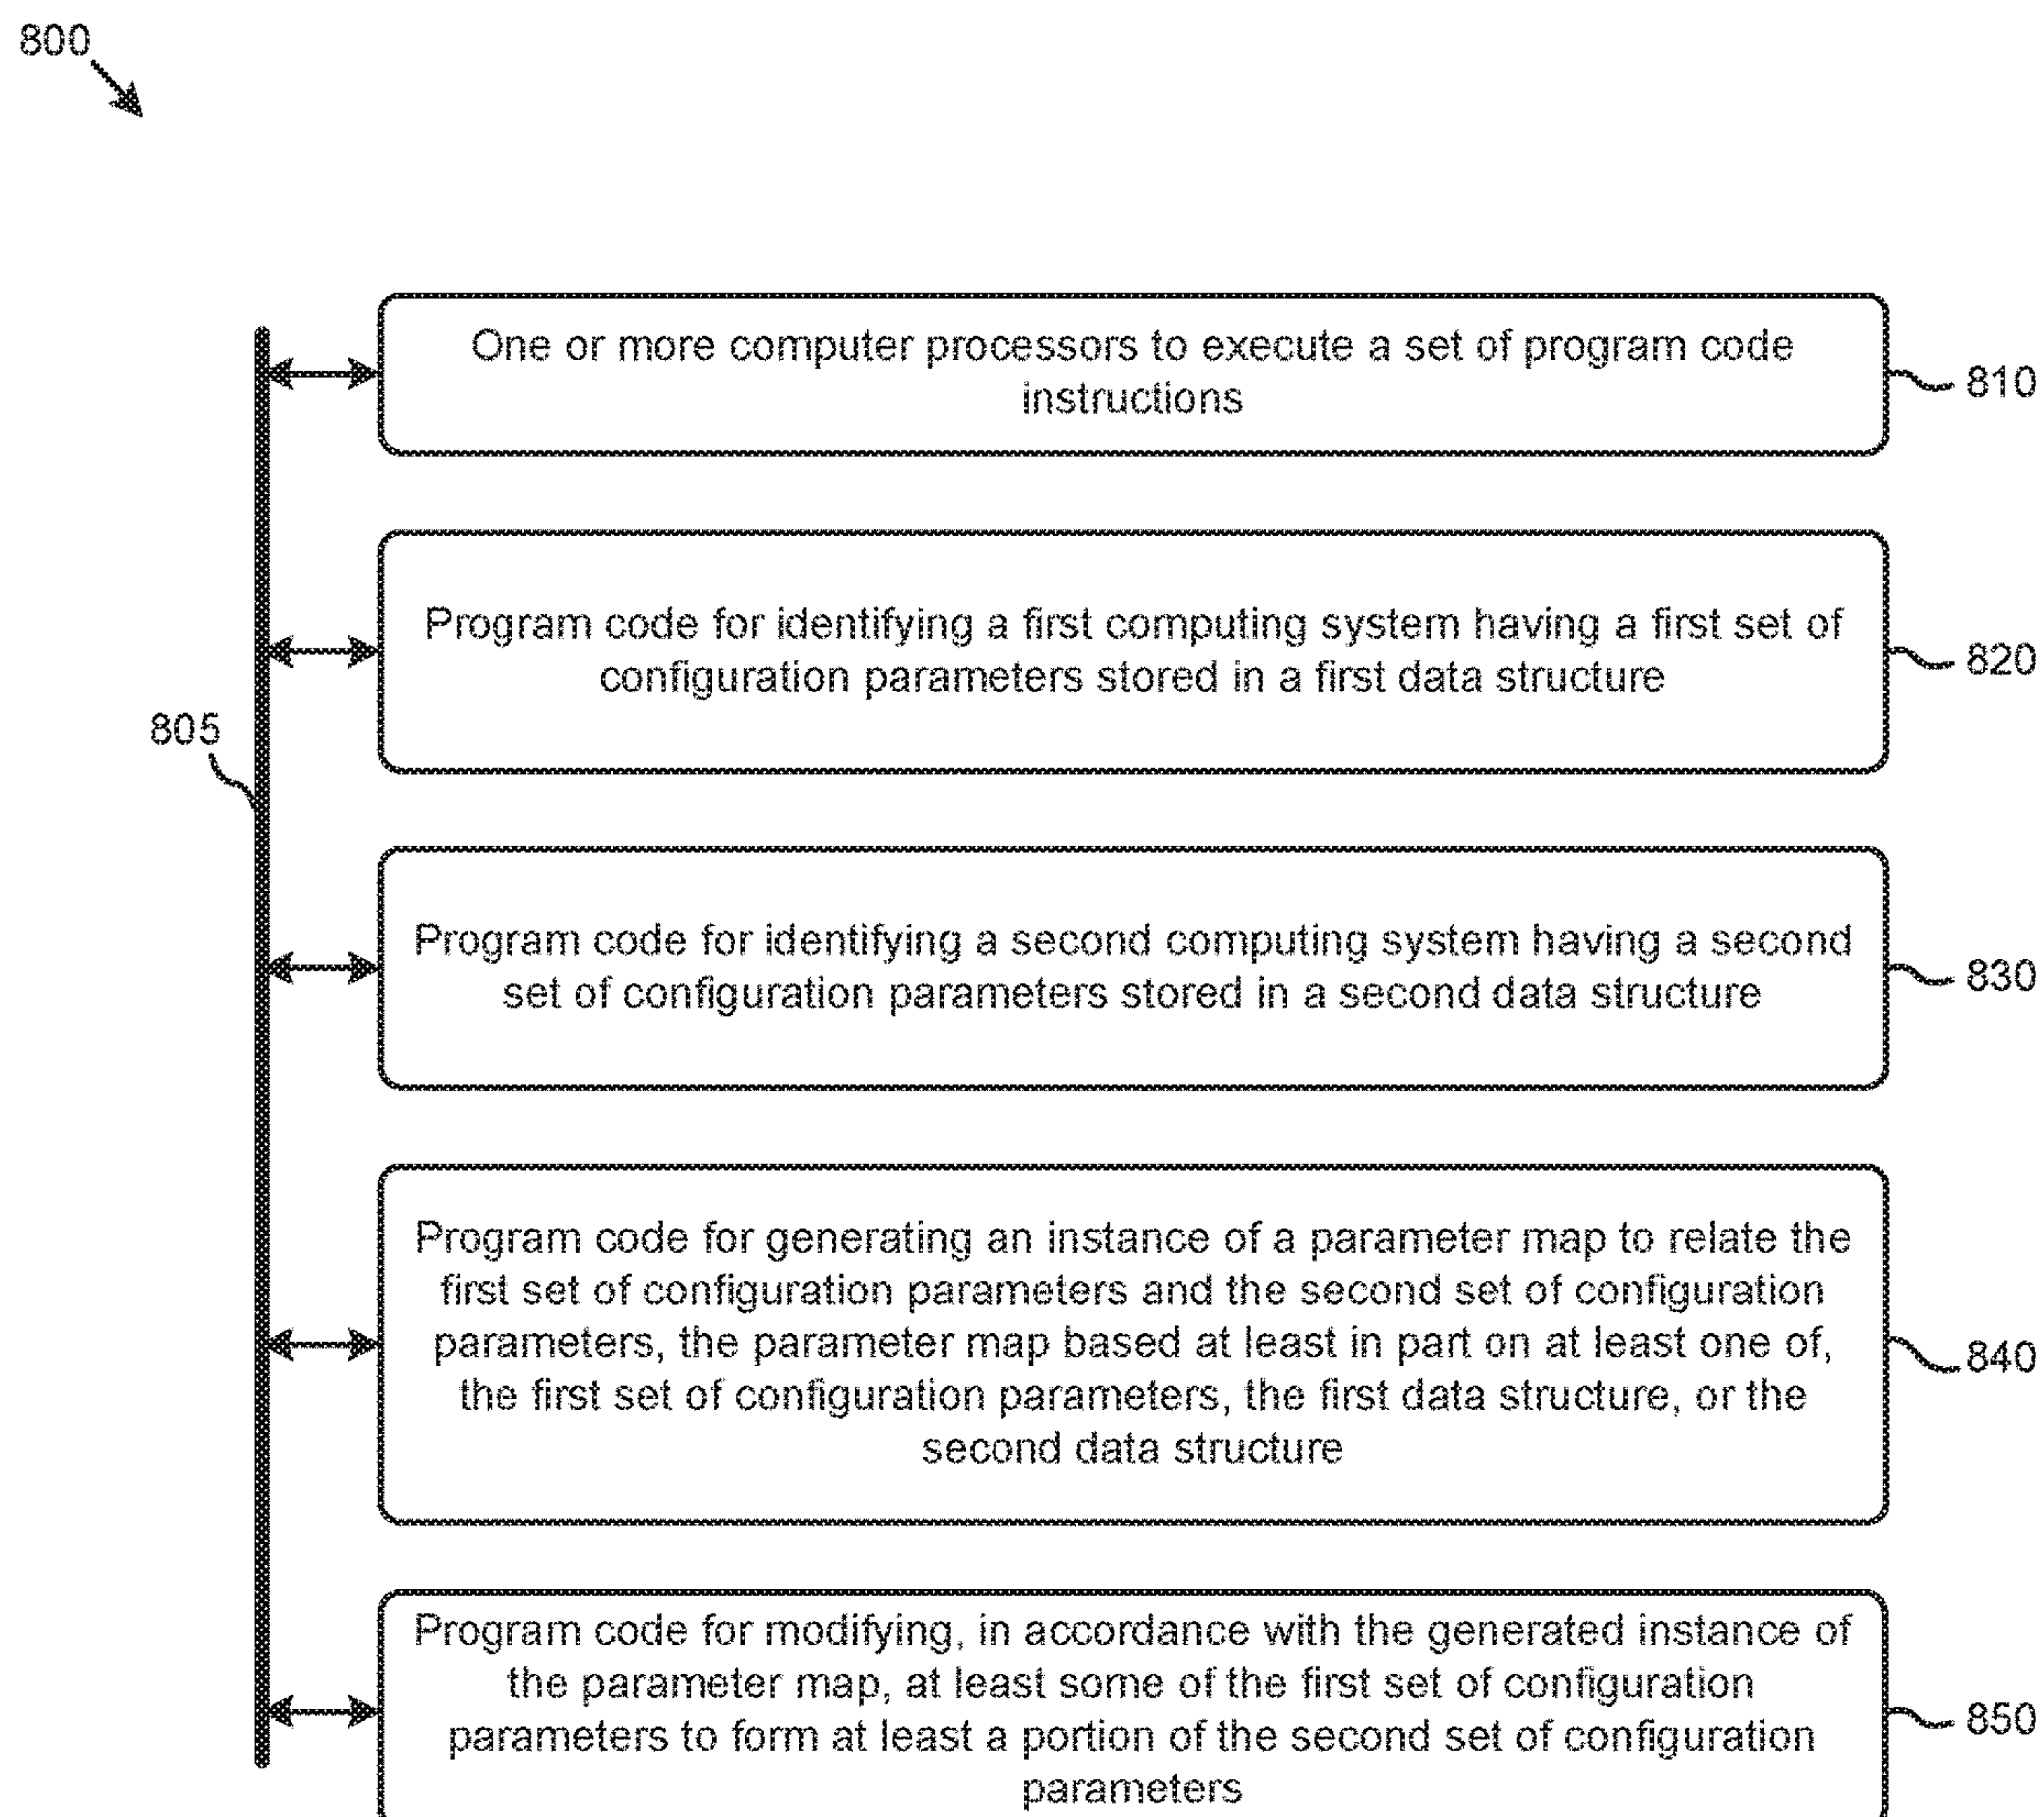 800
One or more computer processors to execute a set of program code
instructions
810
Program code for identifying a first computing system having a first set of
configuration parameters stored in a first data structure
820
805
Program code for identifying a second computing system having a second
set of configuration parameters stored in a second data structure
830
Program code for generating an instance of a parameter map to relate the
first set of configuration parameters and the second set of configuration
parameters, the parameter map based at least in part on at least one of,
the first set of configuration parameters, the first data structure, or the
second data structure
840
Program code for modifying, in accordance with the generated instance of
the parameter map, at least some of the first set of configuration
parameters to form at least a portion of the second set of configuration
parameters
850